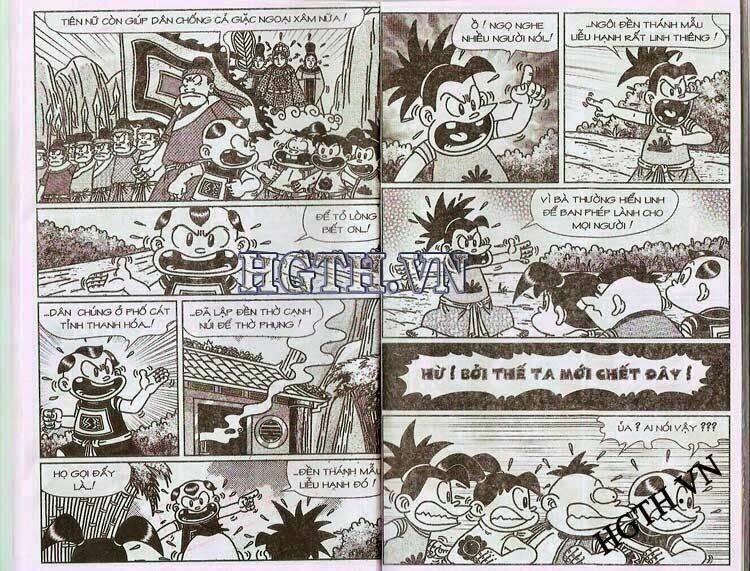 TIÊN NỮ CÒN GIÚP DÂN CHỐNG CẢ GIẶC NGOẠI XÂM NỮA !
ĐỂ TỎ LÒNG
BIẾT ƠN...!
...DÂN CHÚNG Ở PHỐ CÁT
TỈNH THANH HÓA...!
...ĐÃ LẬP ĐỀN THỜ CẠNH
NÚI ĐỂ THỜ PHỤNG !
HỌ GỌI ĐẤY
LÀ...!
...ĐỀN THÁNH MẪU
LIỄU HẠNH ĐÓ !
Ồ ! NGỌ NGHE
NHIỀU NGƯỜI NÓI...!
...NGÔI ĐỀN THÁNH MẪU
LIỄU HẠNH RẤT LINH THIÊNG !
VÌ BÀ THƯỜNG HIỂN LINH
ĐỂ BAN PHÉP LÀNH CHO
MỌI NGƯỜI !
HỪ ! BỞI THẾ TA MỚI CHẾT ĐÂY !
ỦA ? AI NÓI VẬY ???
HGTH.VN
HGTH.VN